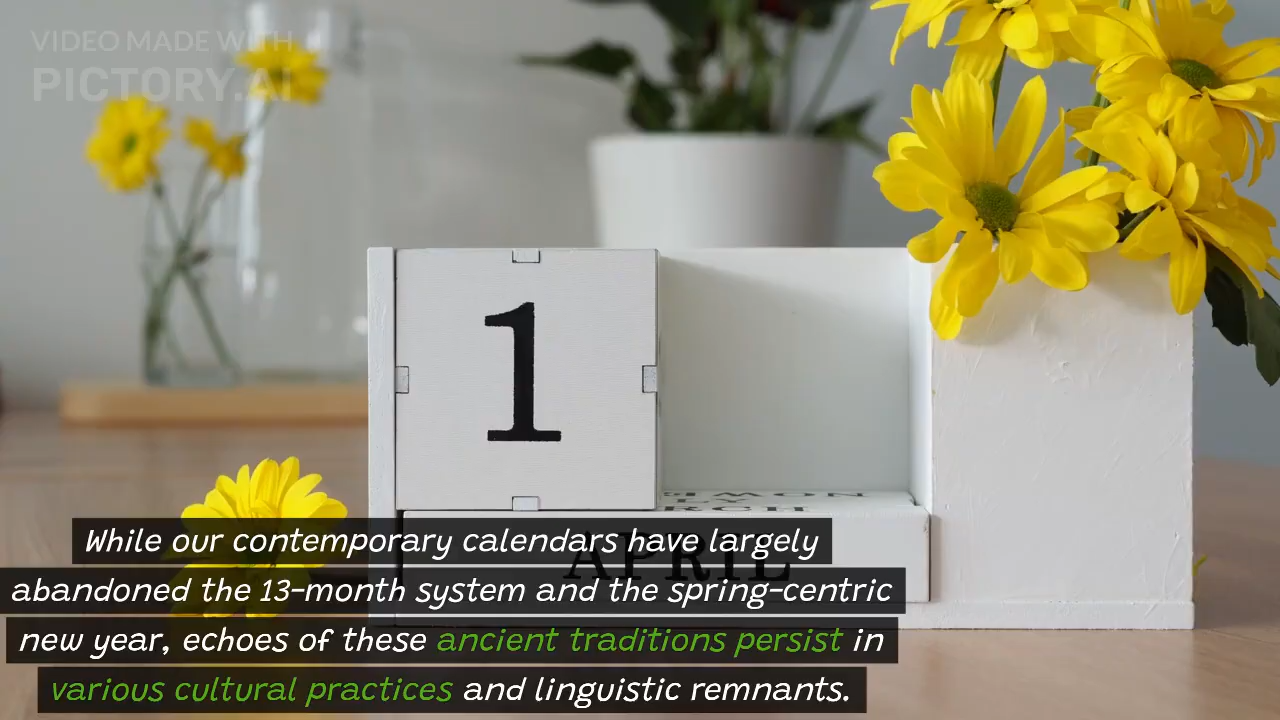 VIDEO MADE WITH
PICTORY.AI
1
APRIL
While our contemporary calendars have largely
abandoned the 13-month system and the spring-centric
new year, echoes of these ancient traditions persist in
various cultural practices and linguistic remnants.